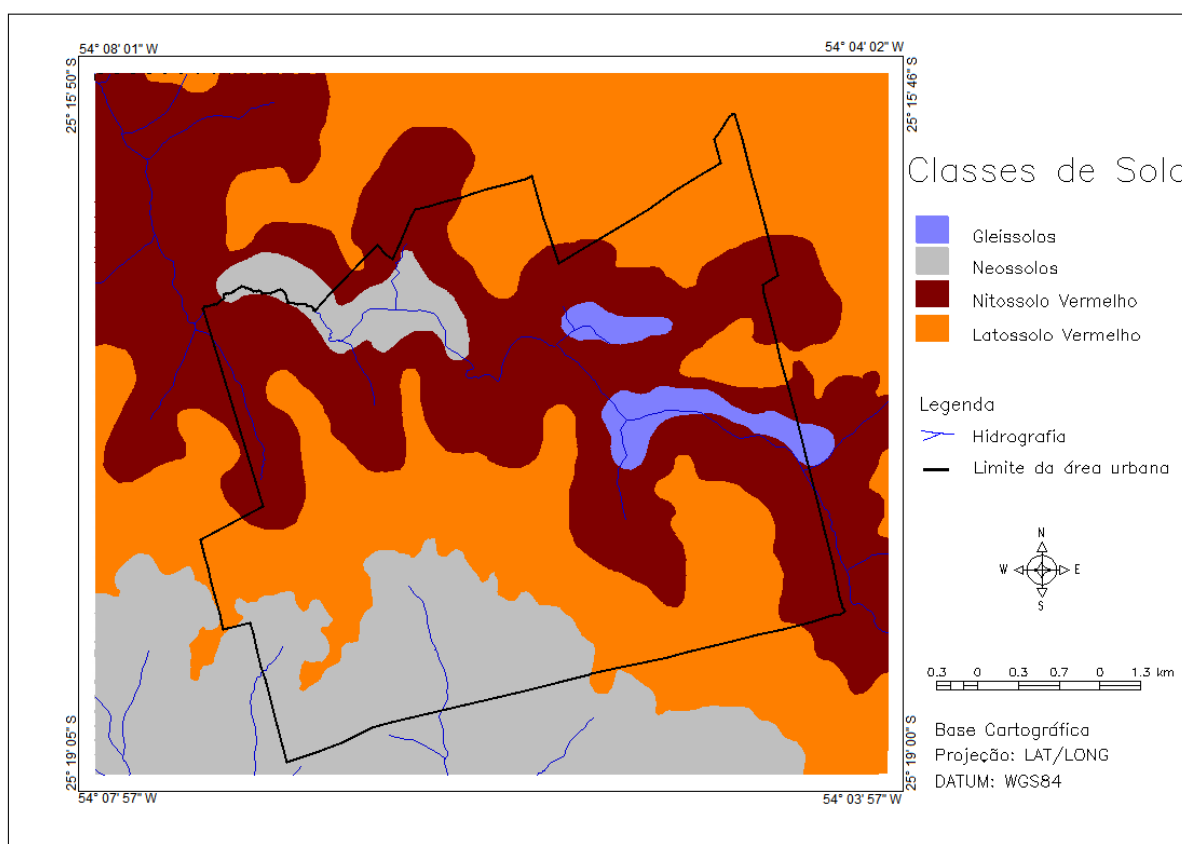 54° 08' 01" W
54° 04' 02" W
25° 15' 50" S
25° 15' 46" S
Classes de Solo
Gleissolos
Neossolos
Nitossolo Vermelho
Latossolo Vermelho
Legenda
Hidrografia
Limite da área urbana
N
W E
S
0.3 0 0.3 0.7 0 1.3 km
Base Cartográfica
Projeção: LAT/LONG
DATUM: WGS84
25° 19' 05" S
25° 19' 00" S
54° 07' 57" W
54° 03' 57" W